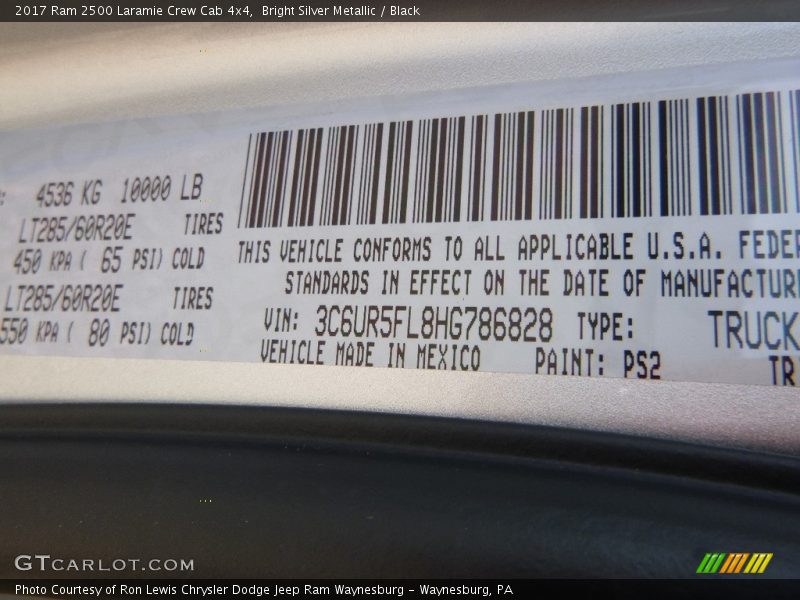 2017 Ram 2500 Laramie Crew Cab 4x4,  Bright Silver Metallic / Black
4536 KG  10000 LB
LT285/60R20E  TIRES
450 KPA ( 65 PSI) COLD
LT285/60R20E  TIRES
550 KPA ( 80 PSI) COLD
THIS VEHICLE CONFORMS TO ALL APPLICABLE U.S.A. FEDER
STANDARDS IN EFFECT ON THE DATE OF MANUFACTURI
VIN: 3C6UR5FL8HG786828  TYPE:  TRUCK
VEHICLE MADE IN MEXICO  PAINT: PS2  TR
GTCARLOT.COM
Photo Courtesy of Ron Lewis Chrysler Dodge Jeep Ram Waynesburg - Waynesburg, PA